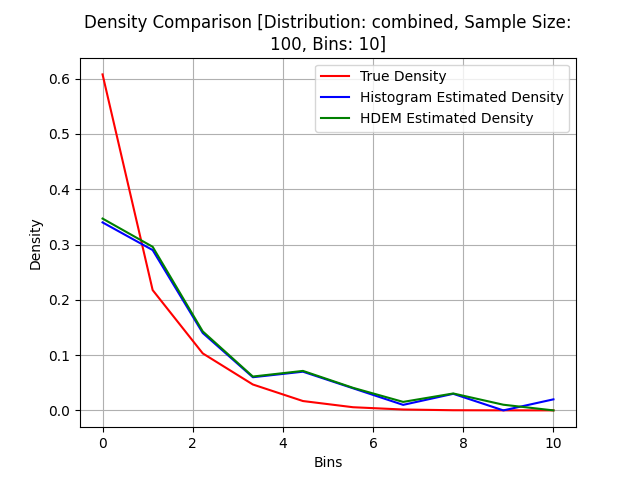 Density Comparison [Distribution: combined, Sample Size:
100, Bins: 10]
True Density
Histogram Estimated Density
HDEM Estimated Density
Density
0.6
0.5
0.4
0.3
0.2
0.1
0.0
0 2 4 6 8 10
Bins